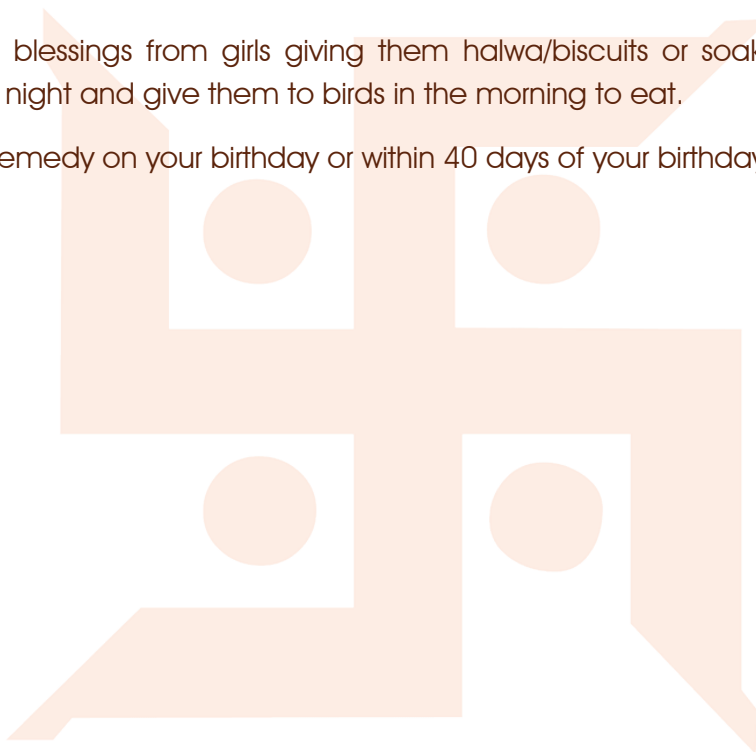 blessings from girls giving them halwa/biscuits or soak
night and give them to birds in the morning to eat.
emedy on your birthday or within 40 days of your birthday